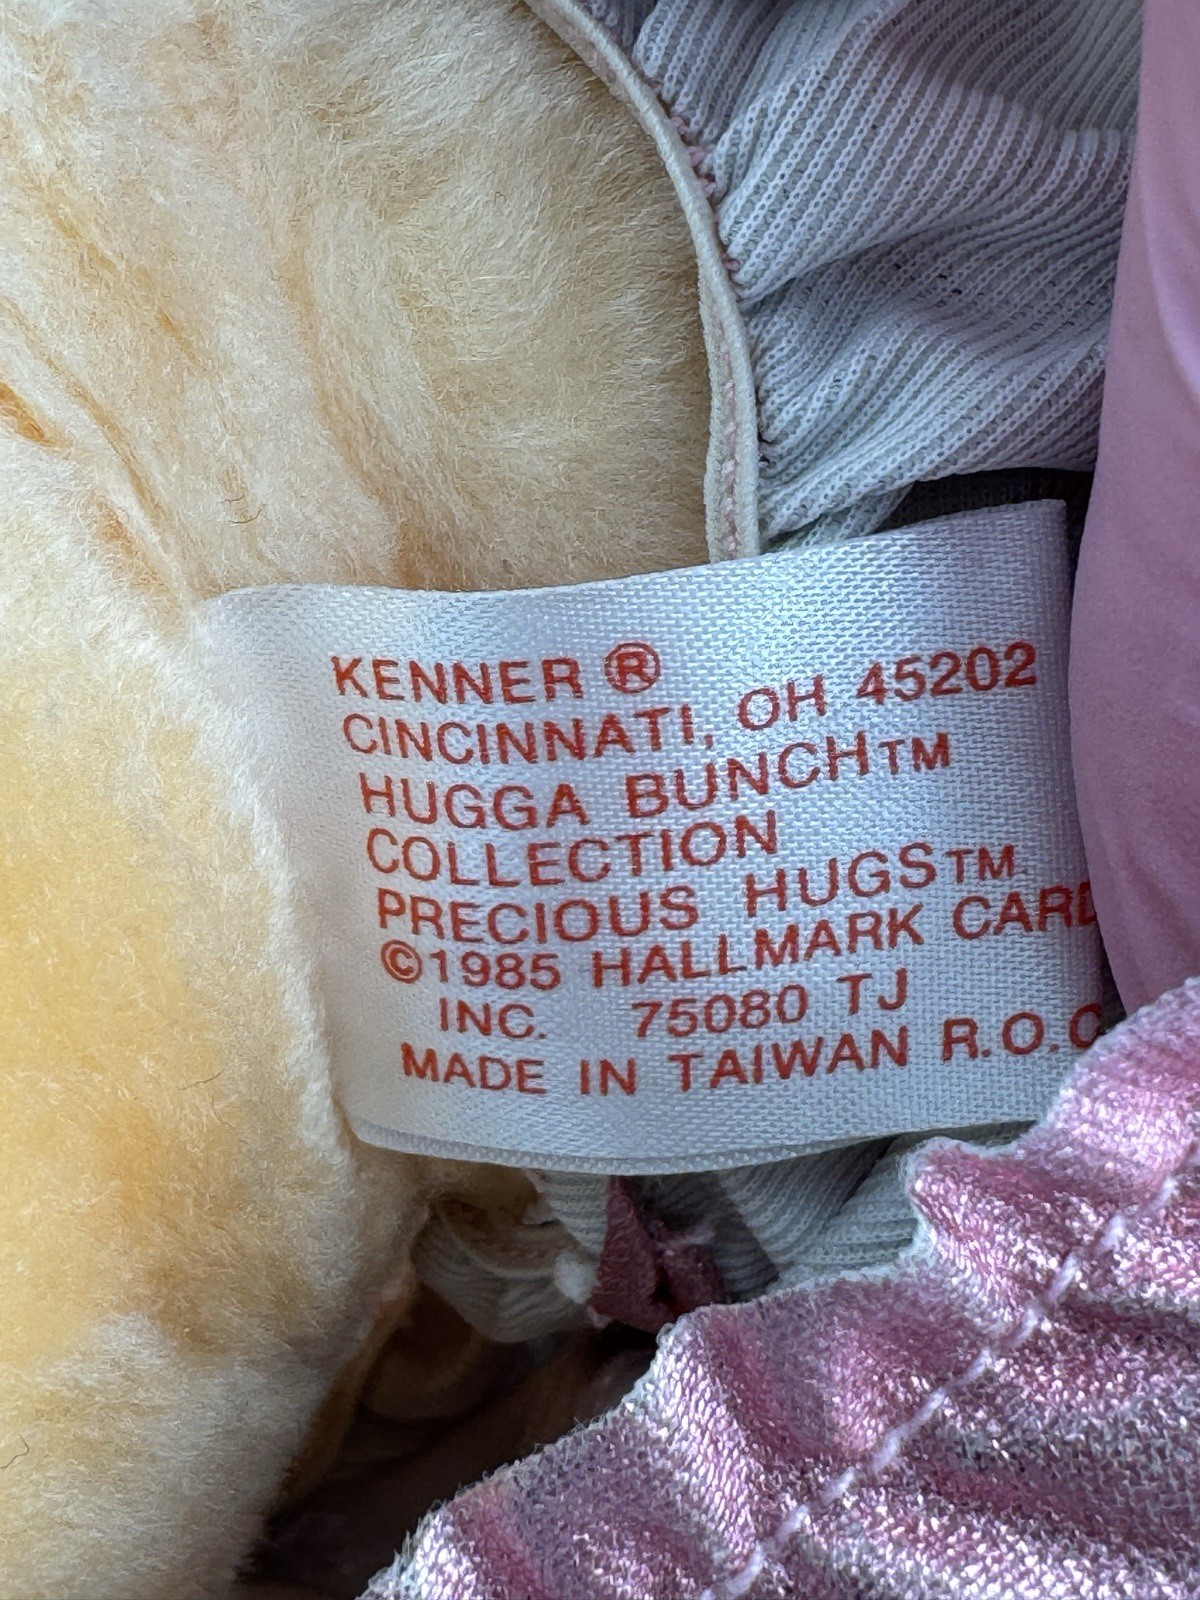 KENNER ®
CINCINNATI, OH 45202
HUGGA BUNCH™
COLLECTION
PRECIOUS HUGS™
©1985 HALLMARK CARD
INC. 75080 TJ
MADE IN TAIWAN R.O.C